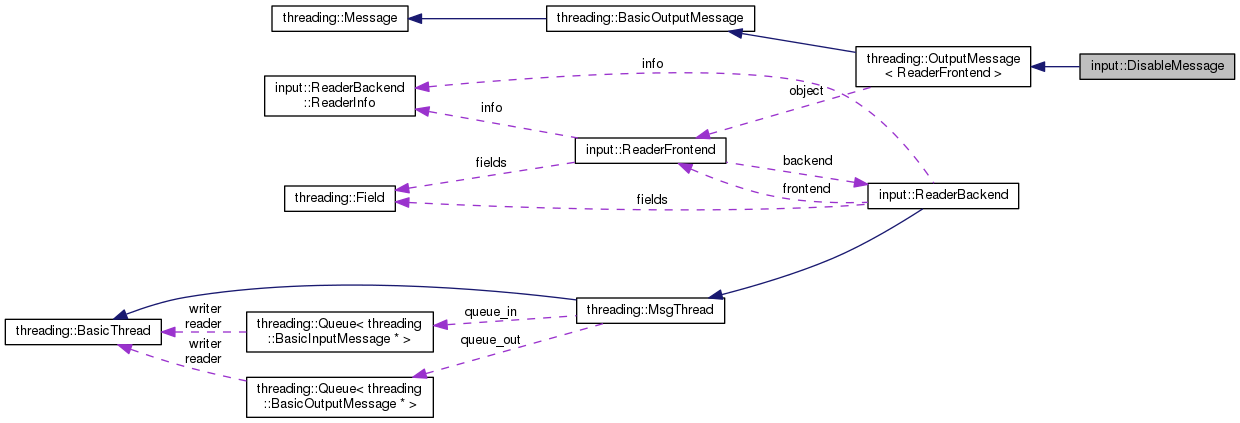 threading::Message
threading::BasicOutputMessage
threading::OutputMessage
< ReaderFrontend >
input::DisableMessage
info
input::ReaderBackend
::ReaderInfo
object
info
input::ReaderFrontend
backend
fields
frontend
input::ReaderBackend
threading::Field
fields
threading::MsgThread
writer
reader
queue_in
threading::Queue< threading
::BasicInputMessage * >
threading::BasicThread
writer
reader
queue_out
threading::Queue< threading
::BasicOutputMessage * >